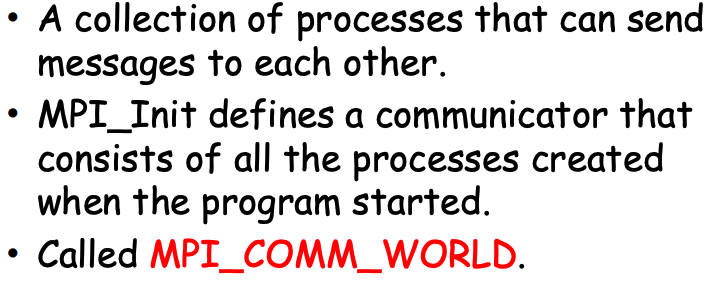 • A collection of processes that can send
messages to each other.
• MPI_Init defines a communicator that
consists of all the processes created
when the program started.
• Called MPI_COMM_WORLD.